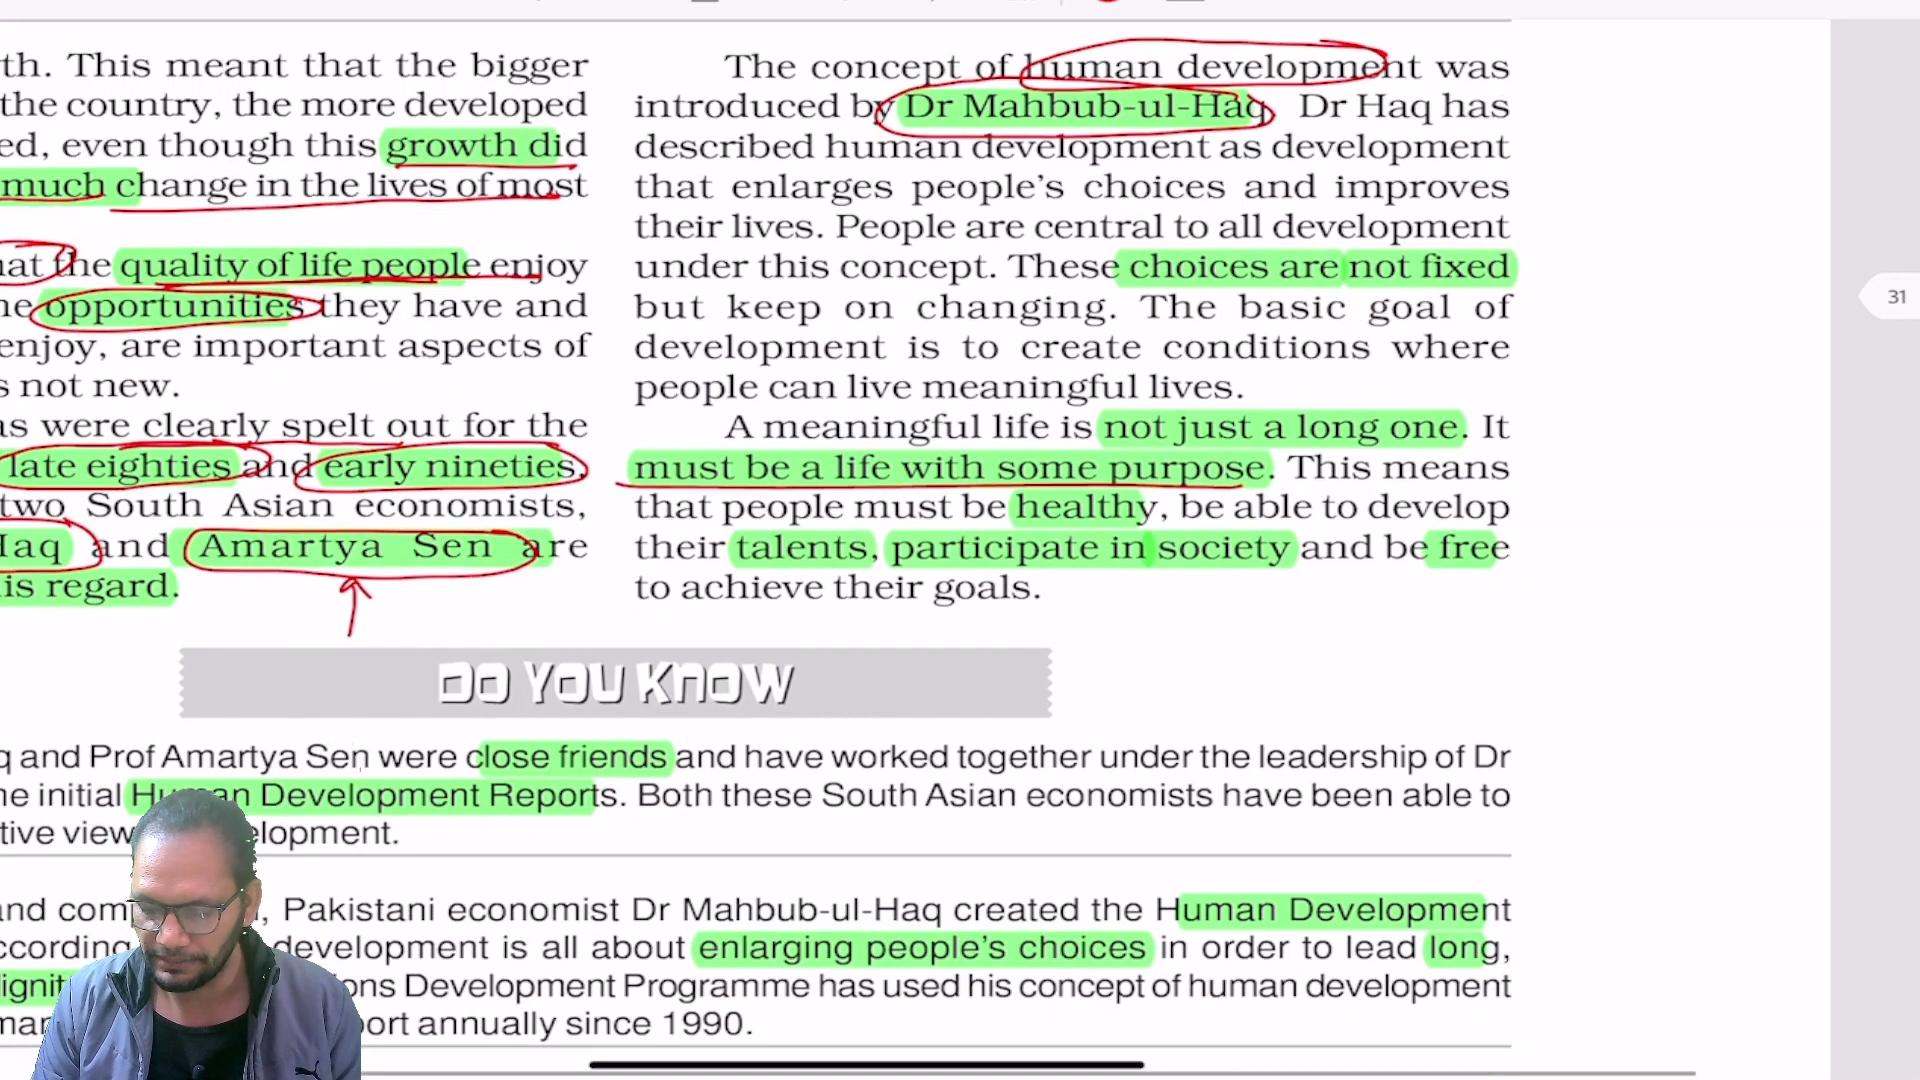 th. This meant that the bigger
the country, the more developed
ed, even though this growth did
much change in the lives of most
hat the quality of life people enjoy
he opportunities they have and
enjoy, are important aspects of
s not new.
as were clearly spelt out for the
late eighties and early nineties.
two South Asian economists,
Haq and Amartya Sen are
is regard.
The concept of human development was
introduced by Dr Mahbub-ul-Haq. Dr Haq has
described human development as development
that enlarges people's choices and improves
their lives. People are central to all development
under this concept. These choices are not fixed
but keep on changing. The basic goal of
development is to create conditions where
people can live meaningful lives.
A meaningful life is not just a long one. It
must be a life with some purpose. This means
that people must be healthy, be able to develop
their talents, participate in society and be free
to achieve their goals.
31
DO YOU KNOW
q and Prof Amartya Sen were close friends and have worked together under the leadership of Dr
he initial Human Development Reports. Both these South Asian economists have been able to
tive view elopment.
and com , Pakistani economist Dr Mahbub-ul-Haq created the Human Development
ccording development is all about enlarging people's choices in order to lead long,
dignit ons Development Programme has used his concept of human development
man port annually since 1990.